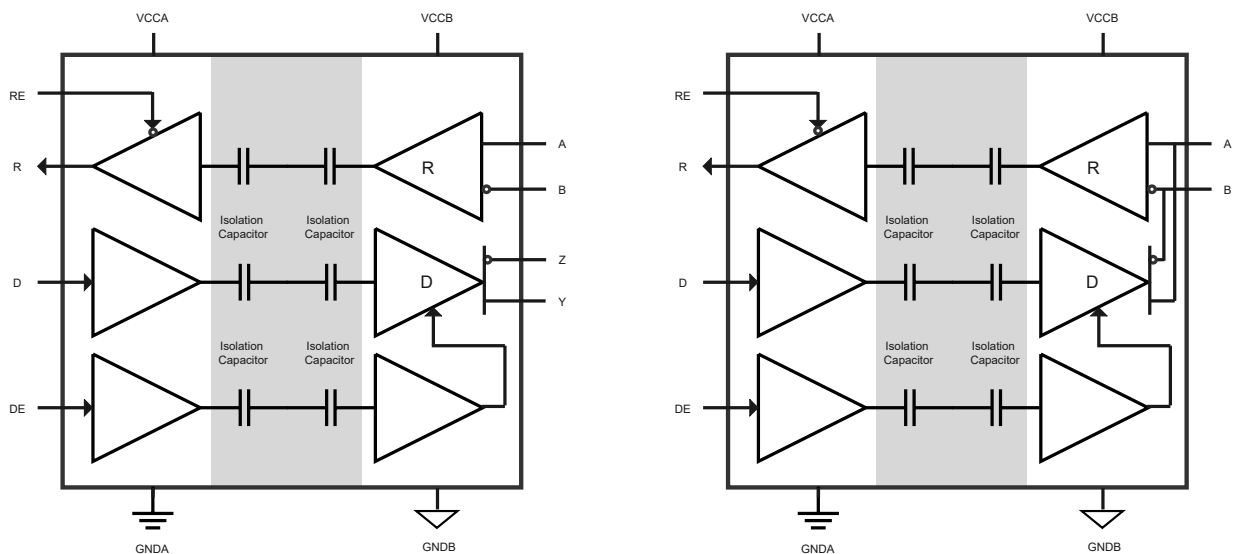 VCCA
VCCB
RE
R
R
A
B
Isolation
Capacitor
Isolation
Capacitor
D
D
Z
Y
Isolation
Capacitor
Isolation
Capacitor
DE
GNDA
GNDB
VCCA
VCCB
RE
R
R
A
B
Isolation
Capacitor
Isolation
Capacitor
D
D
Isolation
Capacitor
Isolation
Capacitor
DE
GNDA
GNDB